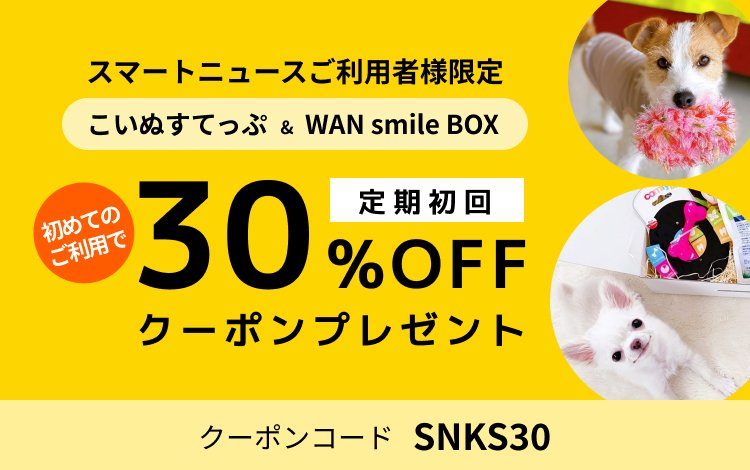 スマートニュースご利用者様限定
こいぬすてっぷ & WAN smile BOX
初めての
ご利用で
30%OFF
定期初回
クーポンプレゼント
クーポンコード SNKS30